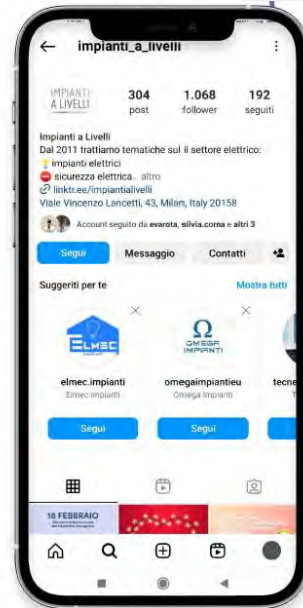 impianti_a_livelli
IMPIANTI
A LIVELLI
304 1.068 192
post follower seguiti
Impianti a Livelli
Dal 2011 trattiamo tematiche sul il settore elettrico:
impianti elettrici
sicurezza elettrica... altro
linktr.ee/impiantialivelli
Viale Vincenzo Lancetti, 43, Milan, Italy 20158
Account seguito da evarota, silvia.corna e altri 3
Segui Messaggio Contatti
Suggeriti per te Mostra tutti
ELMEC
OMEGA
IMPIANTI
elmec.impianti omegaimpiantieu tecne
Elmec Impianti Omega Impianti
Segui Segui
18 FEBBRAIO